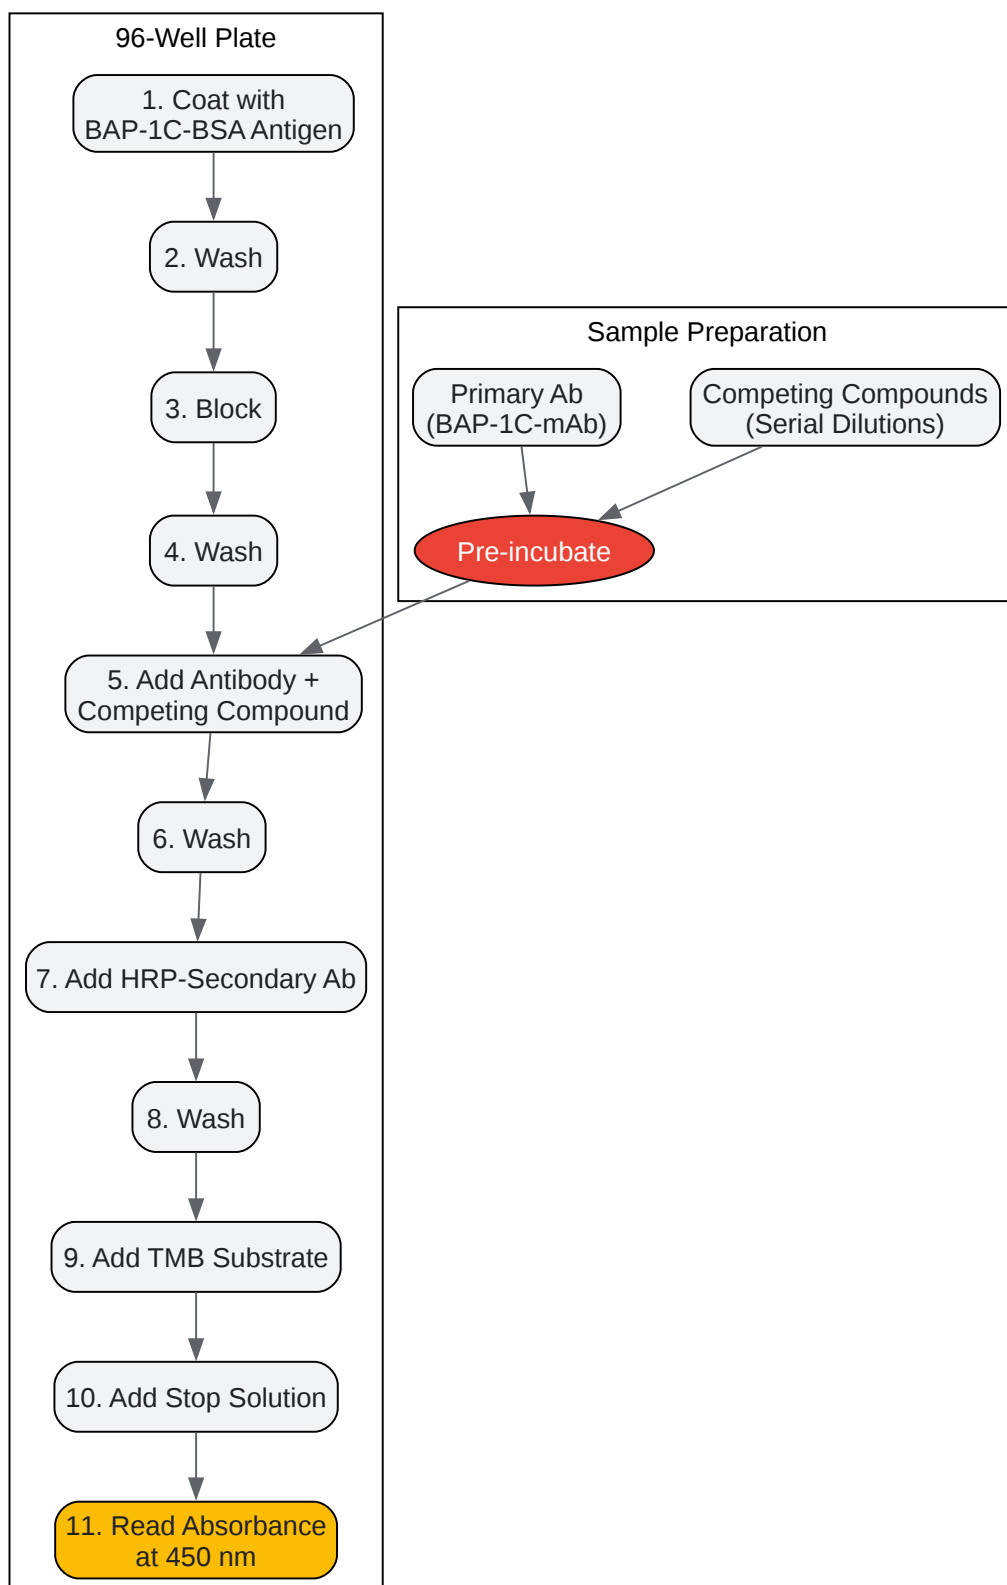 96-Well Plate
1. Coat with
BAP-1C-BSA Antigen
2. Wash
3. Block
4. Wash
Sample Preparation
Primary Ab
(BAP-1C-mAb)
Competing Compounds
(Serial Dilutions)
Pre-incubate
5. Add Antibody +
Competing Compound
6. Wash
7. Add HRP-Secondary Ab
8. Wash
9. Add TMB Substrate
10. Add Stop Solution
11. Read Absorbance
at 450 nm